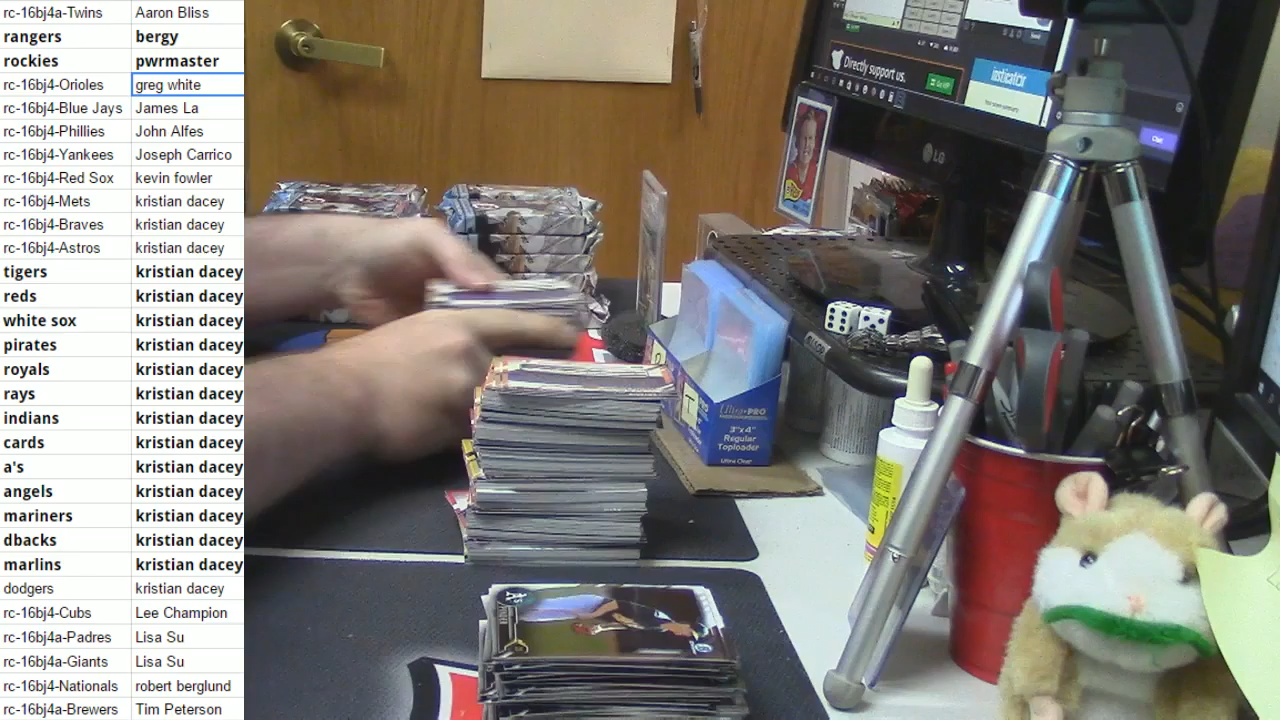 rc-16bj4a-Twins Aaron Bliss
rangers bergy
rockies pwrmaster
rc-16bj4-Orioles greg white
rc-16bj4-Blue Jays James La
rc-16bj4-Phillies John Alfes
rc-16bj4-Yankees Joseph Carrico
rc-16bj4-Red Sox kevin fowler
rc-16bj4-Mets kristian dacey
rc-16bj4-Braves kristian dacey
rc-16bj4-Astros kristian dacey
tigers kristian dacey
reds kristian dacey
white sox kristian dacey
pirates kristian dacey
royals kristian dacey
rays kristian dacey
indians kristian dacey
cards kristian dacey
a's kristian dacey
angels kristian dacey
mariners kristian dacey
dbacks kristian dacey
marlins kristian dacey
dodgers kristian dacey
rc-16bj4-Cubs Lee Champion
rc-16bj4a-Padres Lisa Su
rc-16bj4a-Giants Lisa Su
rc-16bj4-Nationals robert berglund
rc-16bj4a-Brewers Tim Peterson
Directly support us.
insticator
LG
Ultra-PRO
3"x4"
Regular
Toploader
Ultra Clear
A's